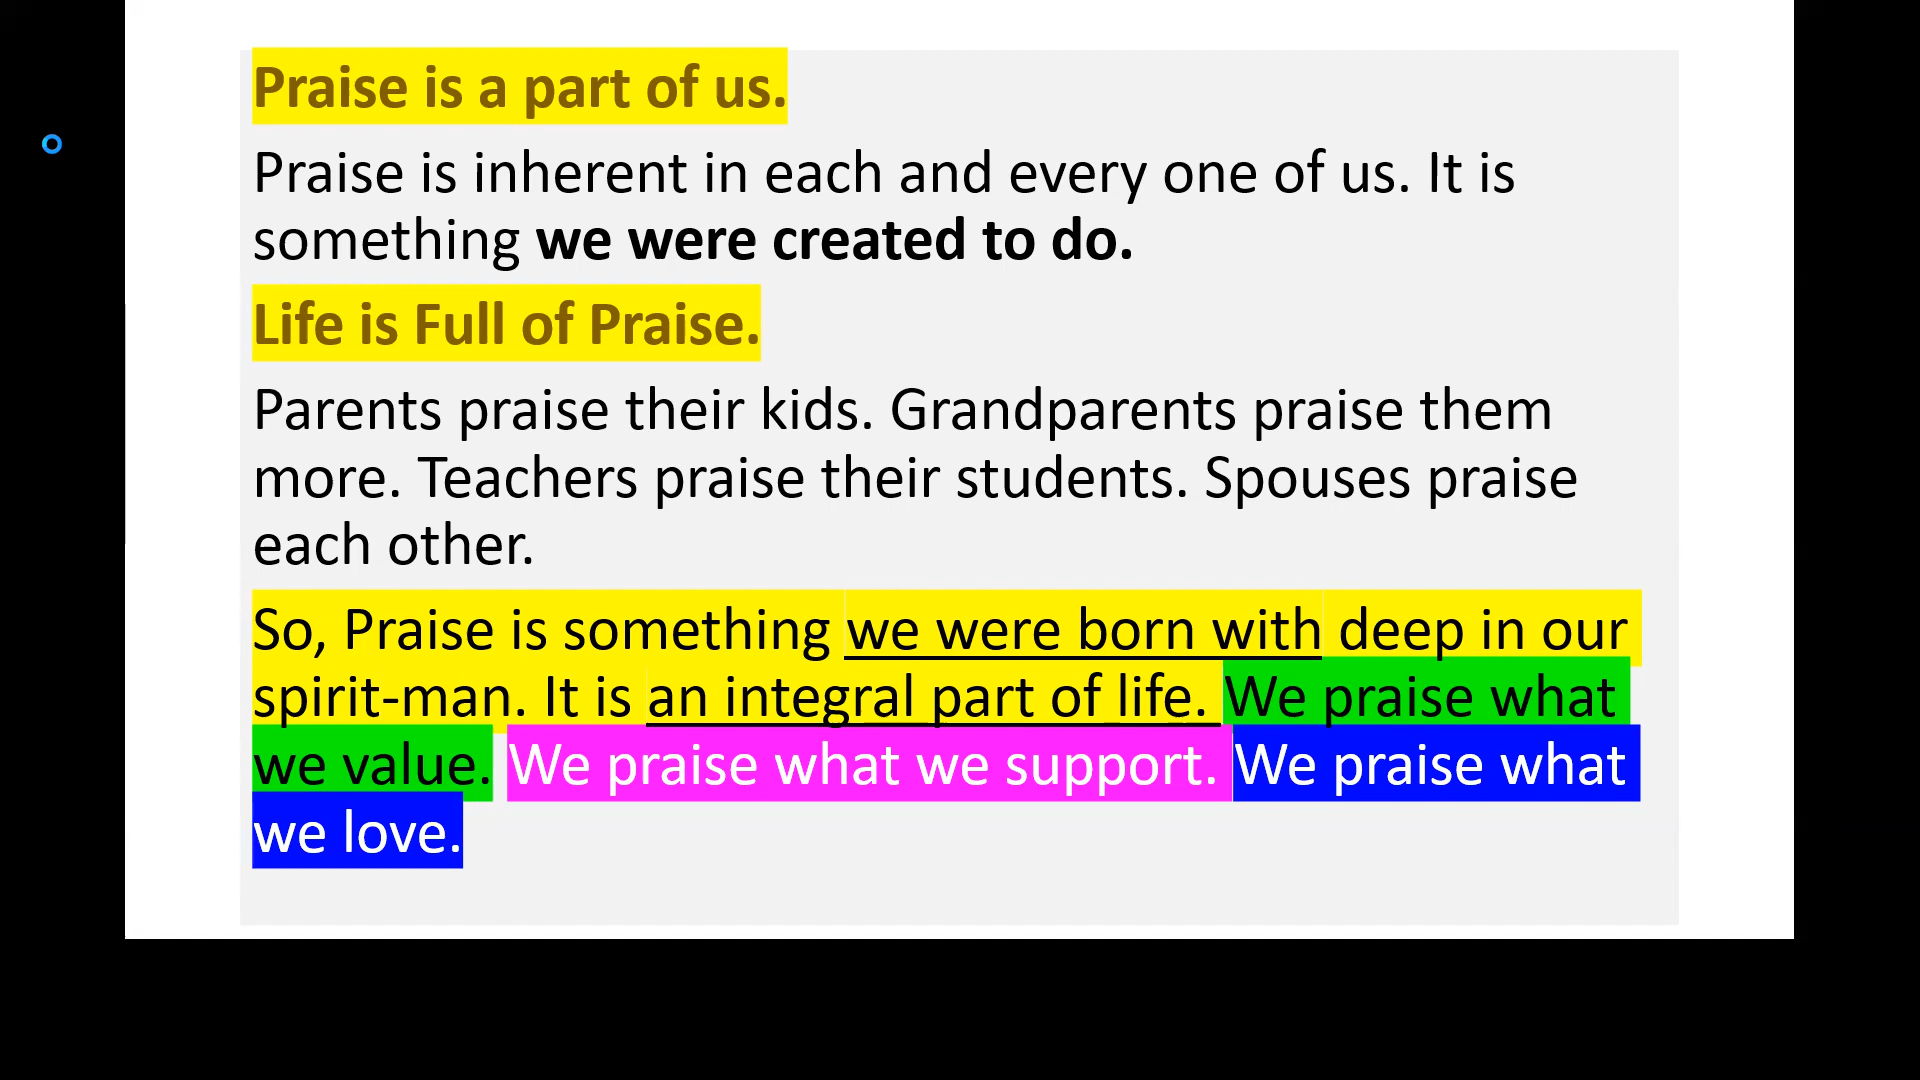 Praise is a part of us.
Praise is inherent in each and every one of us. It is
something we were created to do.
Life is Full of Praise.
Parents praise their kids. Grandparents praise them
more. Teachers praise their students. Spouses praise
each other.
So, Praise is something we were born with deep in our
spirit-man. It is an integral part of life. We praise what
we value. We praise what we support. We praise what
we love.